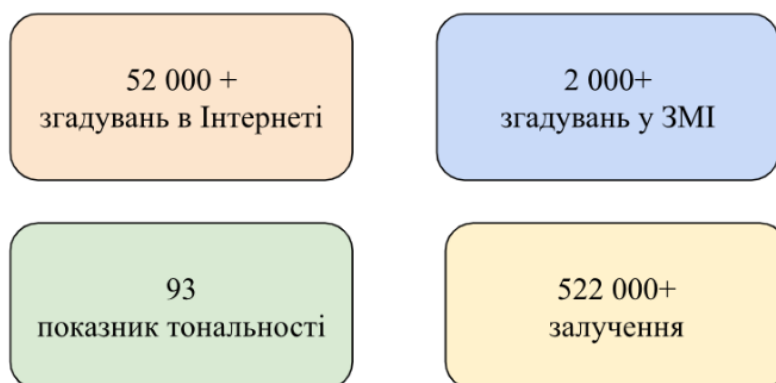 52 000 +
згадувань в Інтернеті
2 000+
згадувань у ЗМІ
93
показник тональності
522 000+
залучення